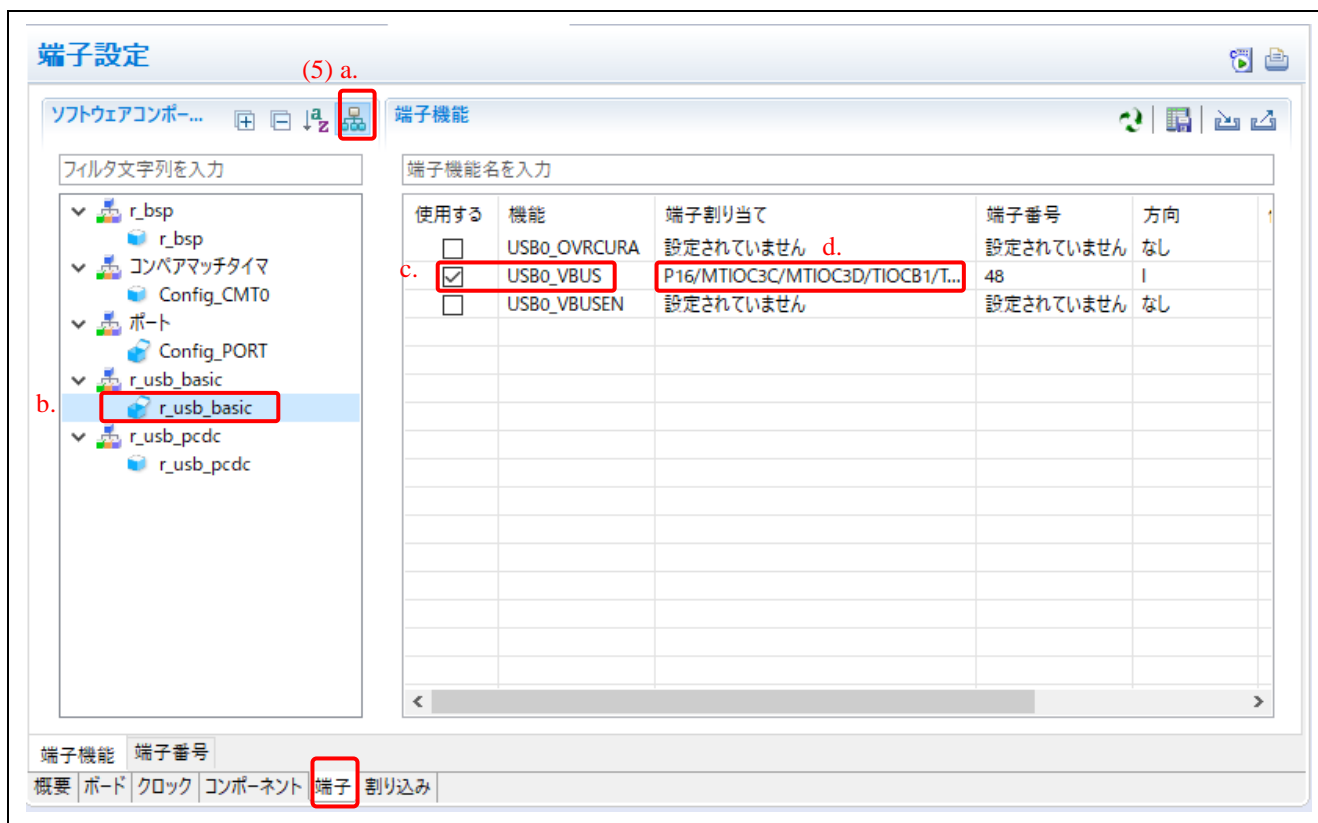 端子設定
(5) a.
ソフトウェアコンポー...
端子機能
フィルタ文字列を入力
端子機能名を入力
r_bsp
r_bsp
コンペアマッチタイマ
Config_CMT0
ポート
Config_PORT
r_usb_basic
b.
r_usb_basic
r_usb_pcdc
r_usb_pcdc
使用する 機能 端子割り当て 端子番号 方向
USB0_OVRCURA 設定されていません d. 設定されていません なし
c. USB0_VBUS P16/MTIOC3C/MTIOC3D/TIOCB1/T... 48 I
USB0_VBUSEN 設定されていません 設定されていません なし
端子機能 端子番号
概要 ボード クロック コンポーネント 端子 割り込み